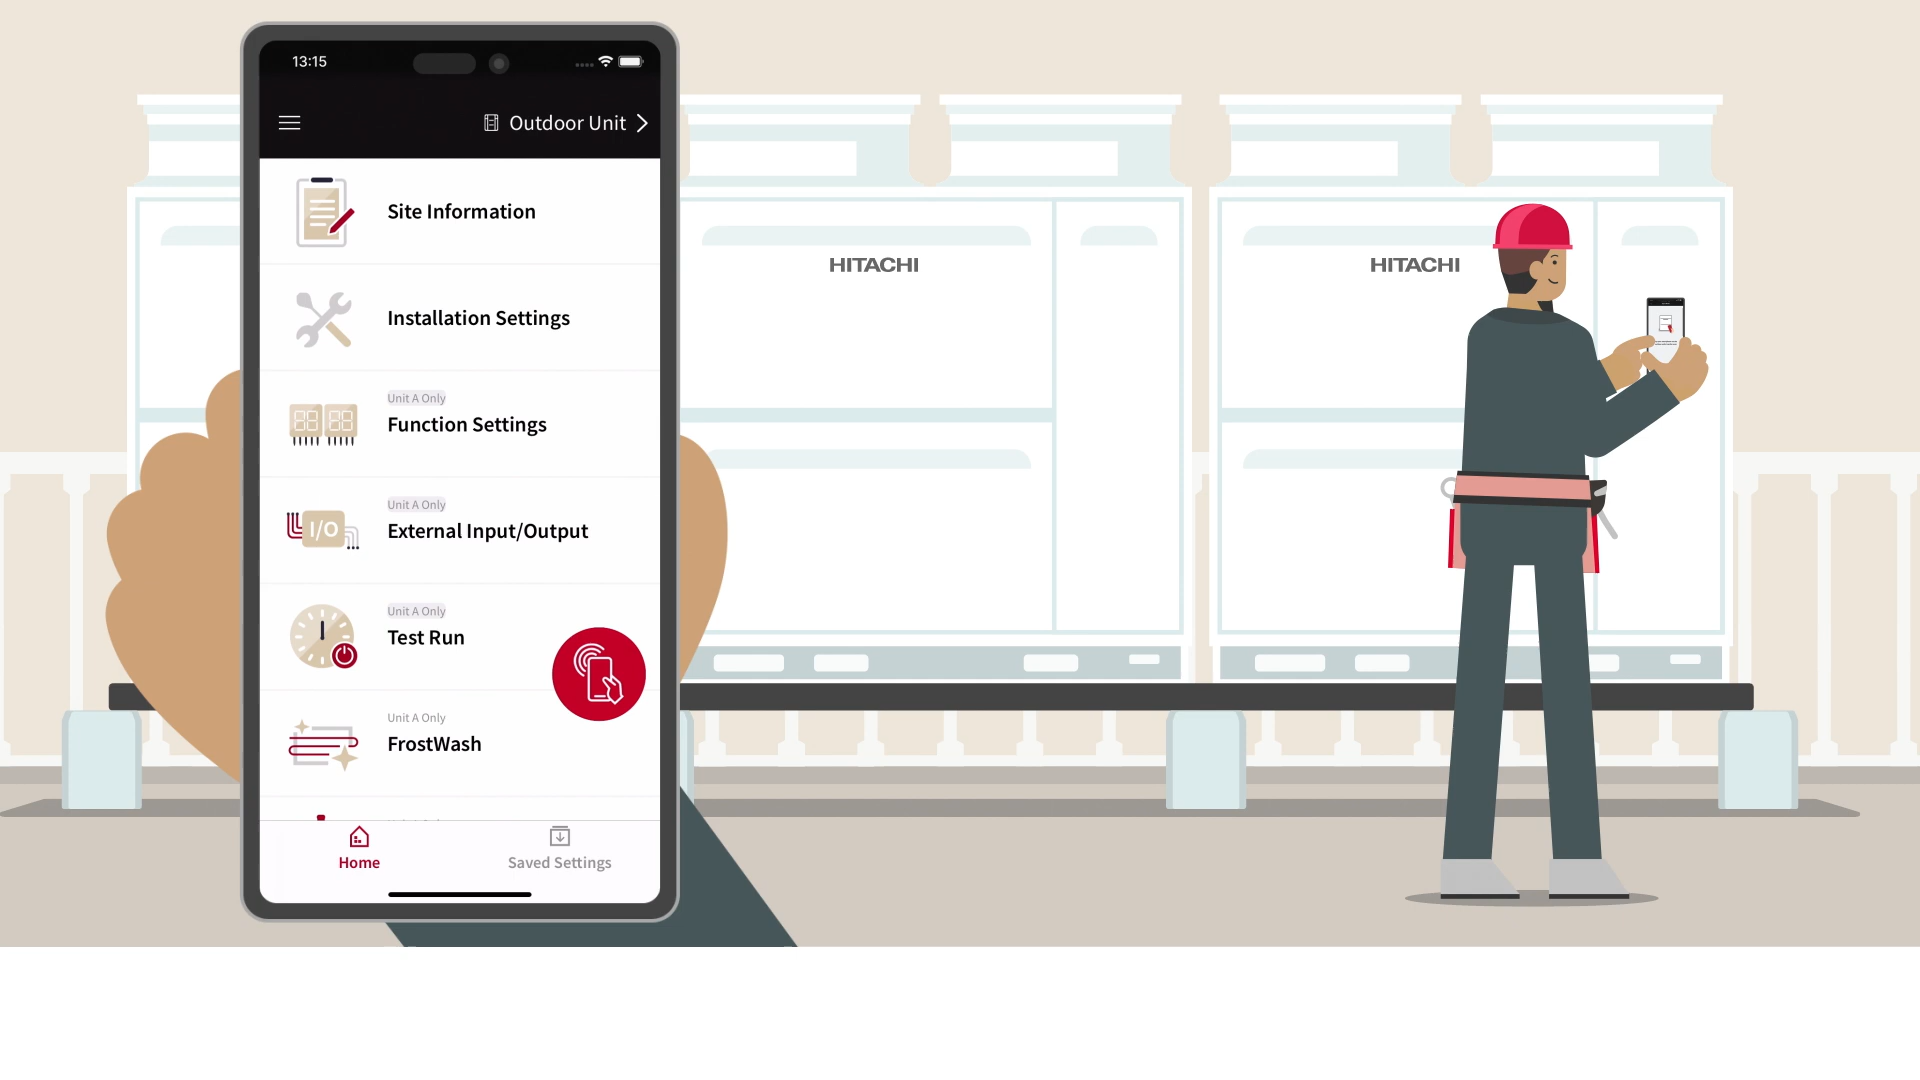 13:15
Outdoor Unit
Site Information
Installation Settings
Unit A Only
Function Settings
Unit A Only
I/O
External Input/Output
Unit A Only
Test Run
Unit A Only
FrostWash
Home
Saved Settings
HITACHI
HITACHI